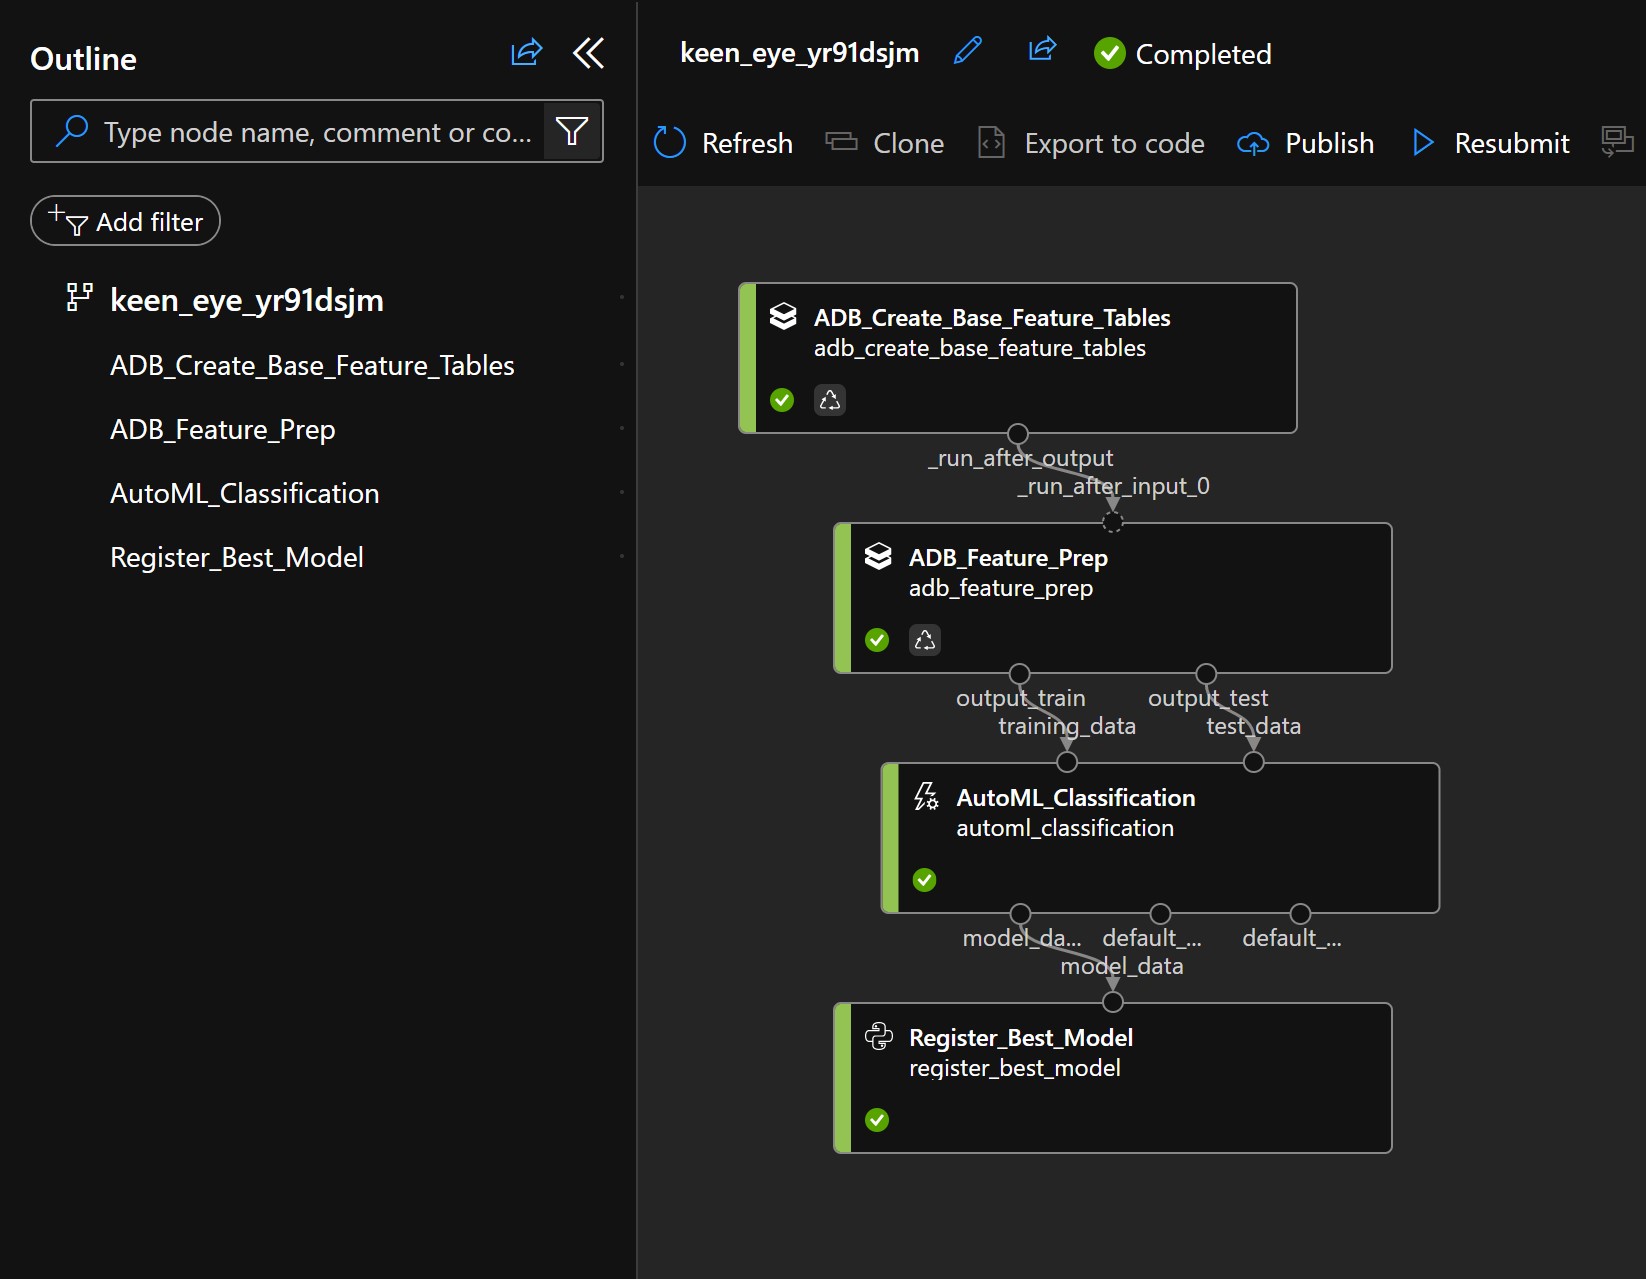 Outline
Type node name, comment or co...
Add filter
keen_eye_yr91dsjm
ADB_Create_Base_Feature_Tables
ADB_Feature_Prep
AutoML_Classification
Register_Best_Model
keen_eye_yr91dsjm
Completed
Refresh
Clone
Export to code
Publish
Resubmit
ADB_Create_Base_Feature_Tables
adb_create_base_feature_tables
_run_after_output
_run_after_input_0
ADB_Feature_Prep
adb_feature_prep
output_train
output_test
training_data
test_data
AutoML_Classification
automl_classification
model_da...
default_...
default_...
model_data
Register_Best_Model
register_best_model